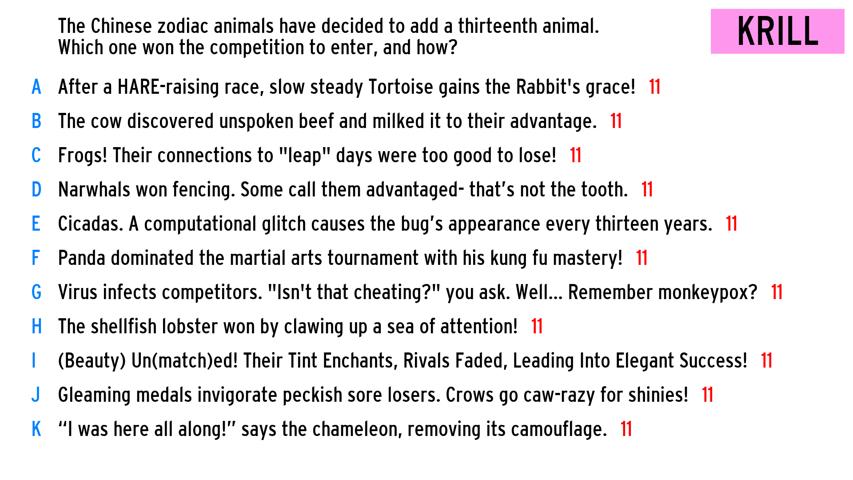 The Chinese zodiac animals have decided to add a thirteenth animal.
Which one won the competition to enter, and how?
KRILL
A After a HARE-raising race, slow steady Tortoise gains the Rabbit's grace! 11
B The cow discovered unspoken beef and milked it to their advantage. 11
C Frogs! Their connections to "leap" days were too good to lose! 11
D Narwhals won fencing. Some call them advantaged- that’s not the tooth. 11
E Cicadas. A computational glitch causes the bug’s appearance every thirteen years. 11
F Panda dominated the martial arts tournament with his kung fu mastery! 11
G Virus infects competitors. "Isn't that cheating?" you ask. Well... Remember monkeypox? 11
H The shellfish lobster won by clawing up a sea of attention! 11
I (Beauty) Un(match)ed! Their Tint Enchants, Rivals Faded, Leading Into Elegant Success! 11
J Gleaming medals invigorate peckish sore losers. Crows go caw-razy for shinies! 11
K “I was here all along!” says the chameleon, removing its camouflage. 11